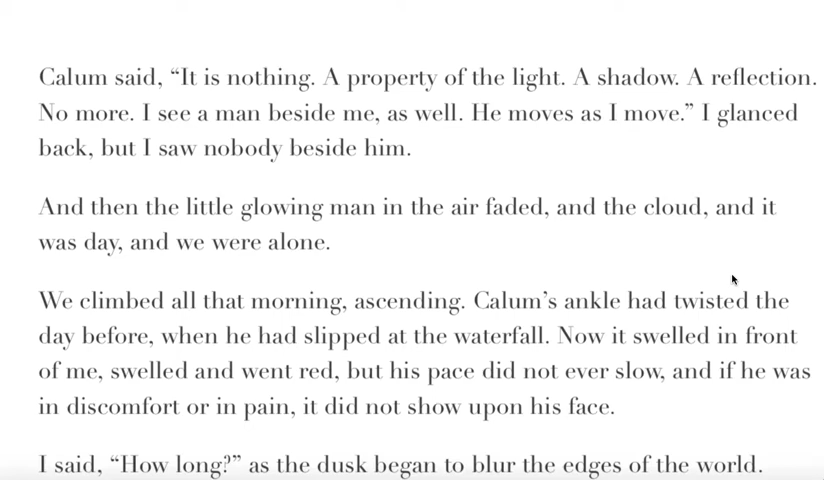 Calum said, “It is nothing. A property of the light. A shadow. A reflection.
No more. I see a man beside me, as well. He moves as I move.” I glanced
back, but I saw nobody beside him.
And then the little glowing man in the air faded, and the cloud, and it
was day, and we were alone.
We climbed all that morning, ascending. Calum’s ankle had twisted the
day before, when he had slipped at the waterfall. Now it swelled in front
of me, swelled and went red, but his pace did not ever slow, and if he was
in discomfort or in pain, it did not show upon his face.
I said, “How long?” as the dusk began to blur the edges of the world.